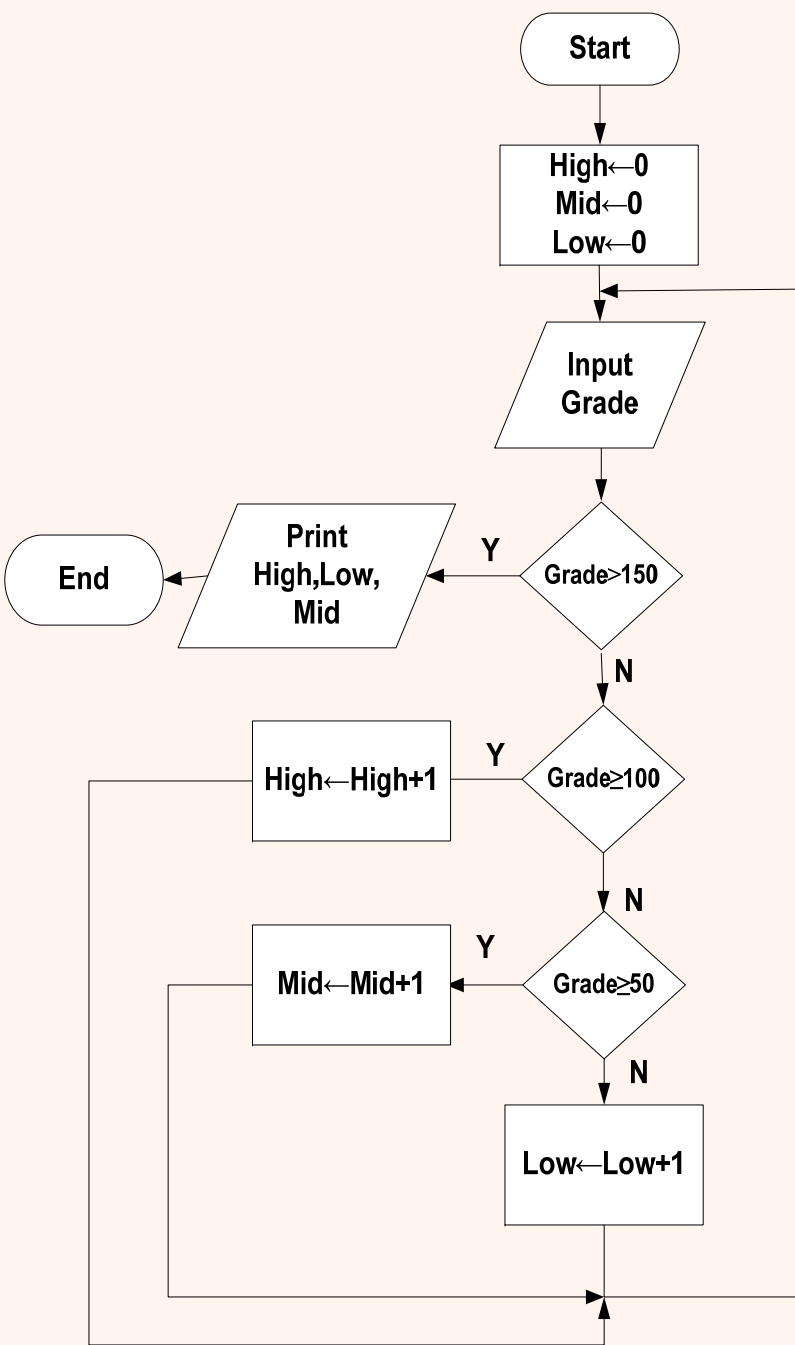 Start
High←0
Mid←0
Low←0
Input
Grade
Grade>150
Y
Print
High,Low,
Mid
End
N
Grade≥100
Y
High←High+1
N
Grade≥50
Y
Mid←Mid+1
N
Low←Low+1